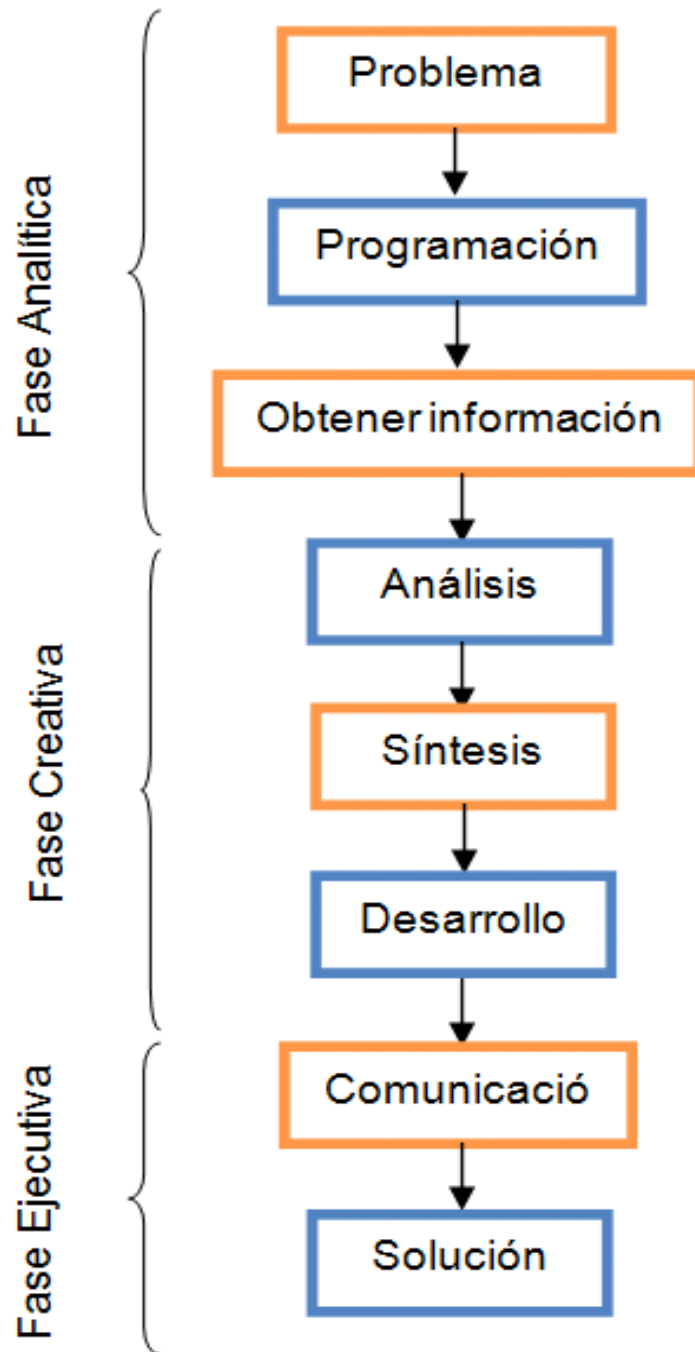 Fase Analítica
Problema
Programación
Obtener información
Fase Creativa
Análisis
Síntesis
Desarrollo
Fase Ejecutiva
Comunicació
Solución